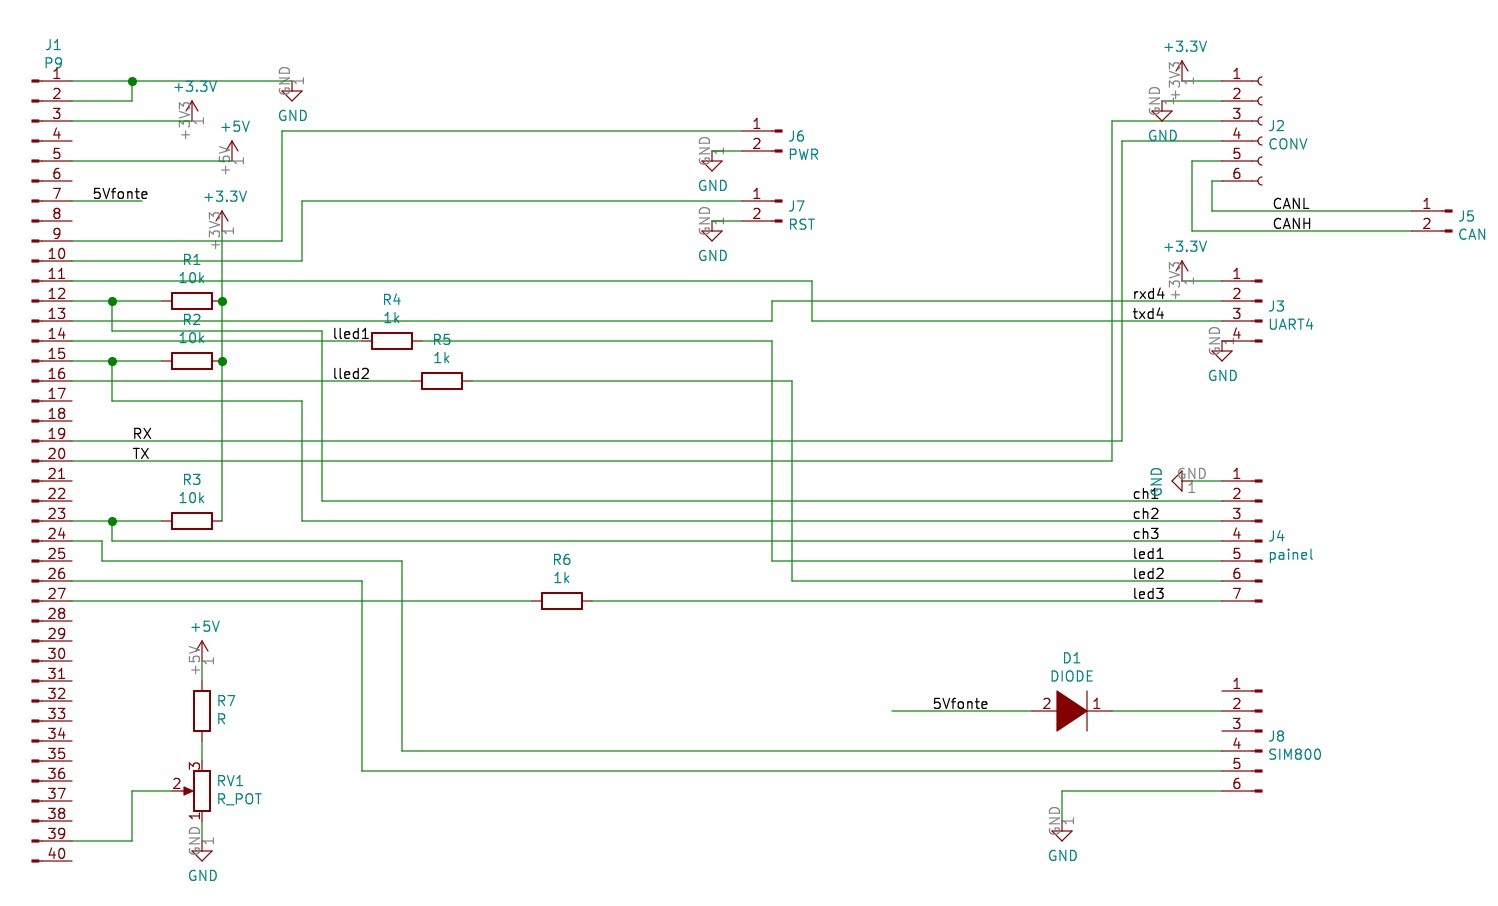 J1
P9
1
2
3
4
5
6
7
8
9
10
11
12
13
14
15
16
17
18
19
20
21
22
23
24
25
26
27
28
29
30
31
32
33
34
35
36
37
38
39
40
GND
1
GND
+3.3V
+3V3
1
+5V
+5V
1
5Vfonte
+3.3V
+3V3
1
R1
10k
R2
10k
R3
10k
lled1
R4
1k
lled2
R5
1k
RX
TX
R6
1k
+5V
+5V
1
R7
R
3
2
RV1
R_POT
1
GND
1
GND
1
2
J6
PWR
GND
1
GND
1
2
J7
RST
GND
1
GND
+3.3V
+3V3
1
GND
1
GND
1
2
3
4
5
6
J2
CONV
CANL
CANH
1
2
J5
CAN
+3.3V
+3V3
1
rxd4
txd4
1
2
3
4
J3
UART4
GND
1
GND
GND
GND
1
ch1
ch2
ch3
led1
led2
led3
1
2
3
4
5
6
7
J4
painel
D1
DIODE
5Vfonte
2
1
1
2
3
4
5
6
J8
SIM800
GND
1
GND